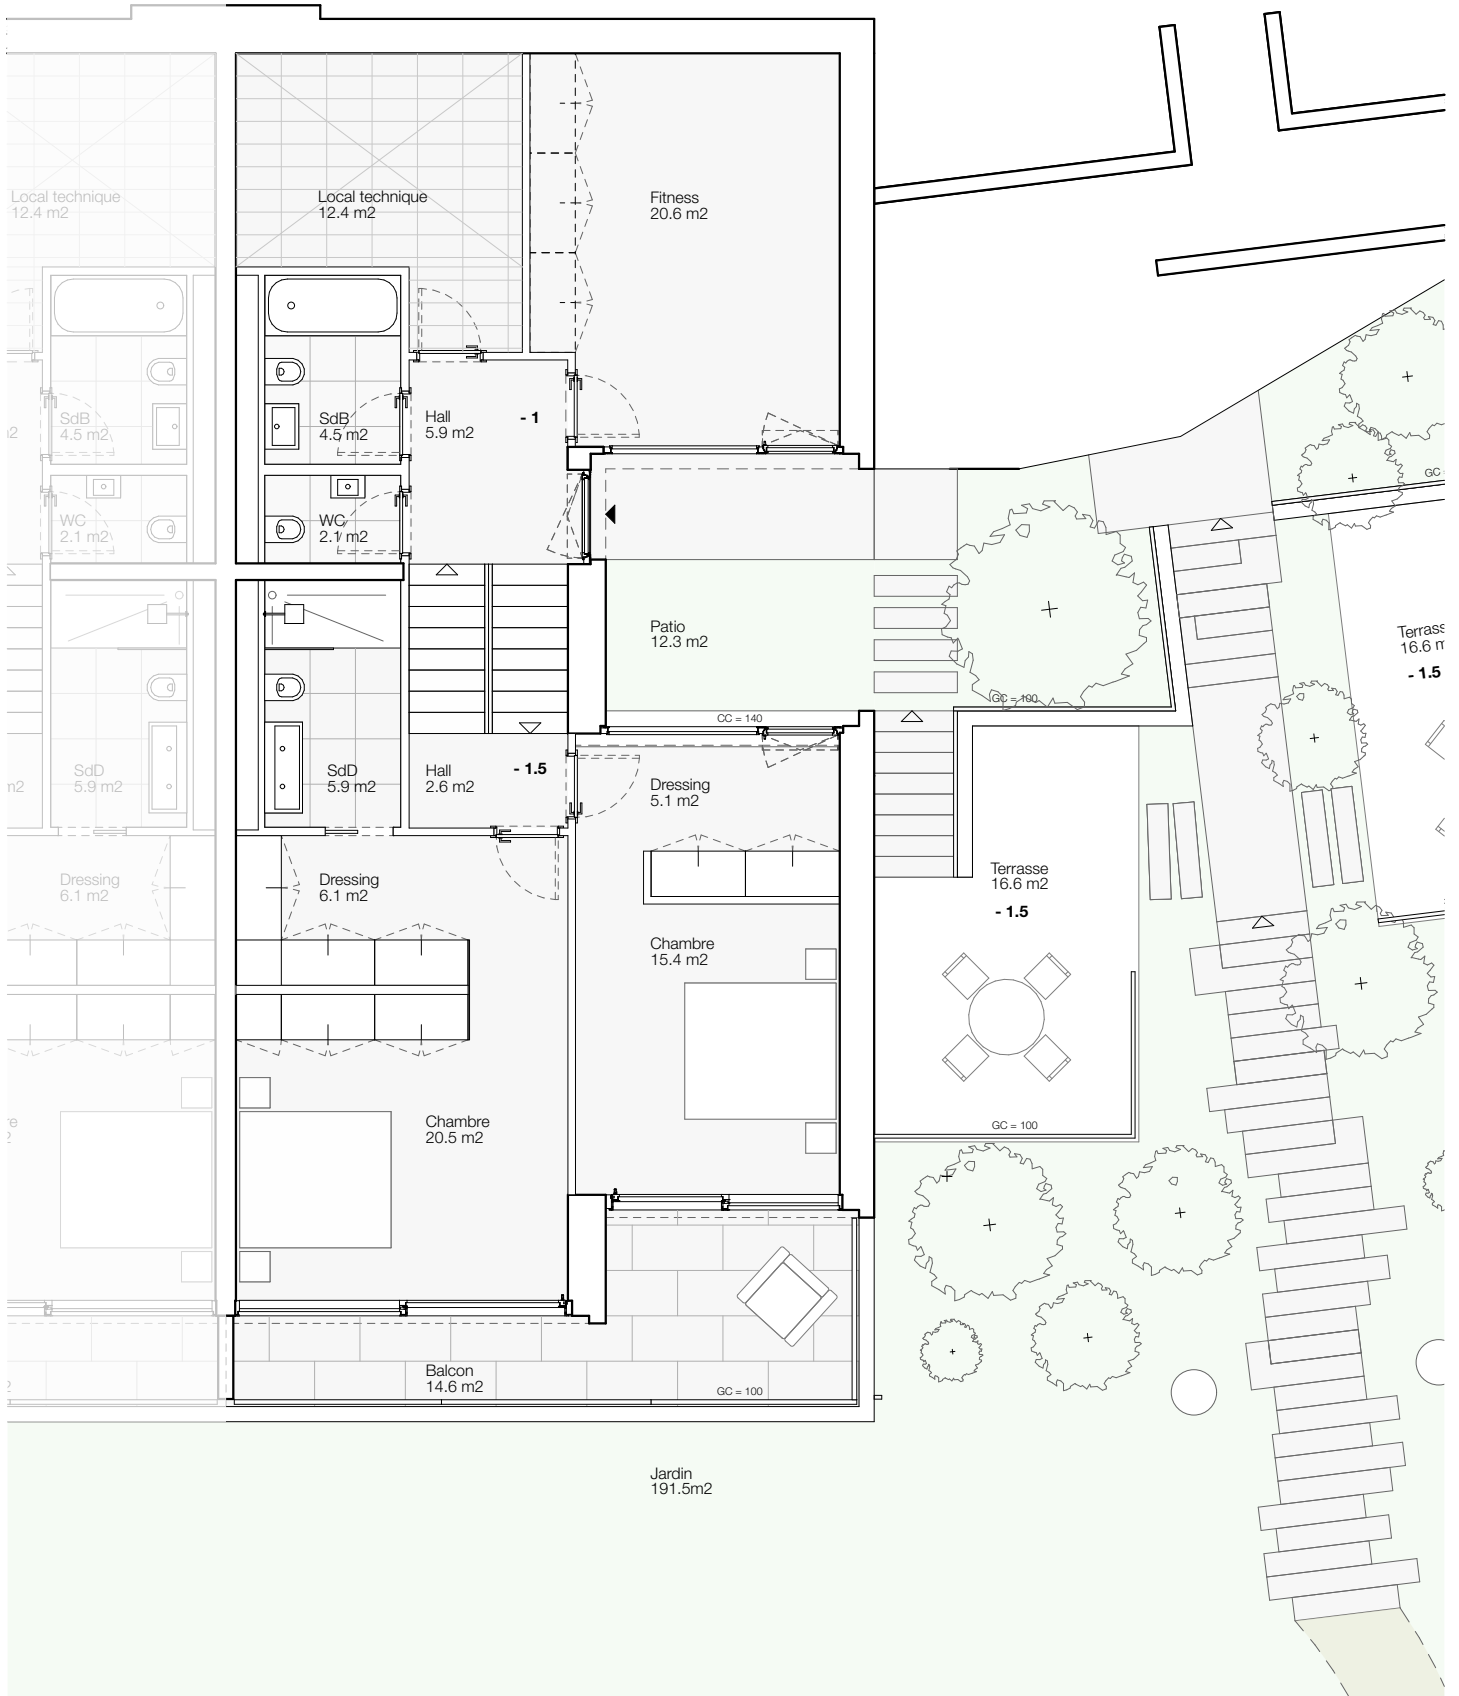 Local technique
12.4 m2
Local technique
12.4 m2
Fitness
20.6 m2
SdB
4.5 m2
SdB
4.5 m2
Hall
5.9 m2
- 1
WC
2.1 m2
WC
2.1 m2
GC
Patio
12.3 m2
GC = 100
CC = 140
Terrass
16.6 m
- 1.5
SdD
5.9 m2
SdD
5.9 m2
Hall
2.6 m2
- 1.5
Dressing
5.1 m2
Dressing
6.1 m2
Dressing
6.1 m2
Terrasse
16.6 m2
- 1.5
Chambre
15.4 m2
Chambre
20.5 m2
GC = 100
Balcon
14.6 m2
GC = 100
Jardin
191.5m2